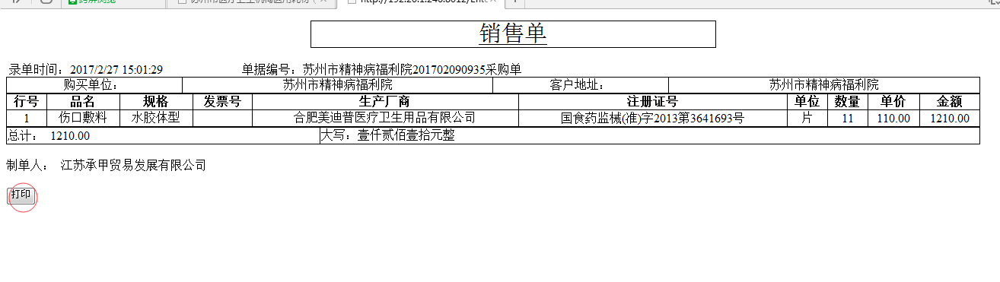 跨屏浏览
销售单
录单时间：2017/2/27 15:01:29 单据编号：苏州市精神病福利院201702090935采购单
购买单位： 苏州市精神病福利院 客户地址： 苏州市精神病福利院
行号 品名 规格 发票号 生产厂商 注册证号 单位 数量 单价 金额
1 伤口敷料 水胶体型 合肥美迪普医疗卫生用品有限公司 国食药监械(准)字2013第3641693号 片 11 110.00 1210.00
总计： 1210.00 大写：壹仟贰佰壹拾元整
制单人： 江苏承甲贸易发展有限公司
打印